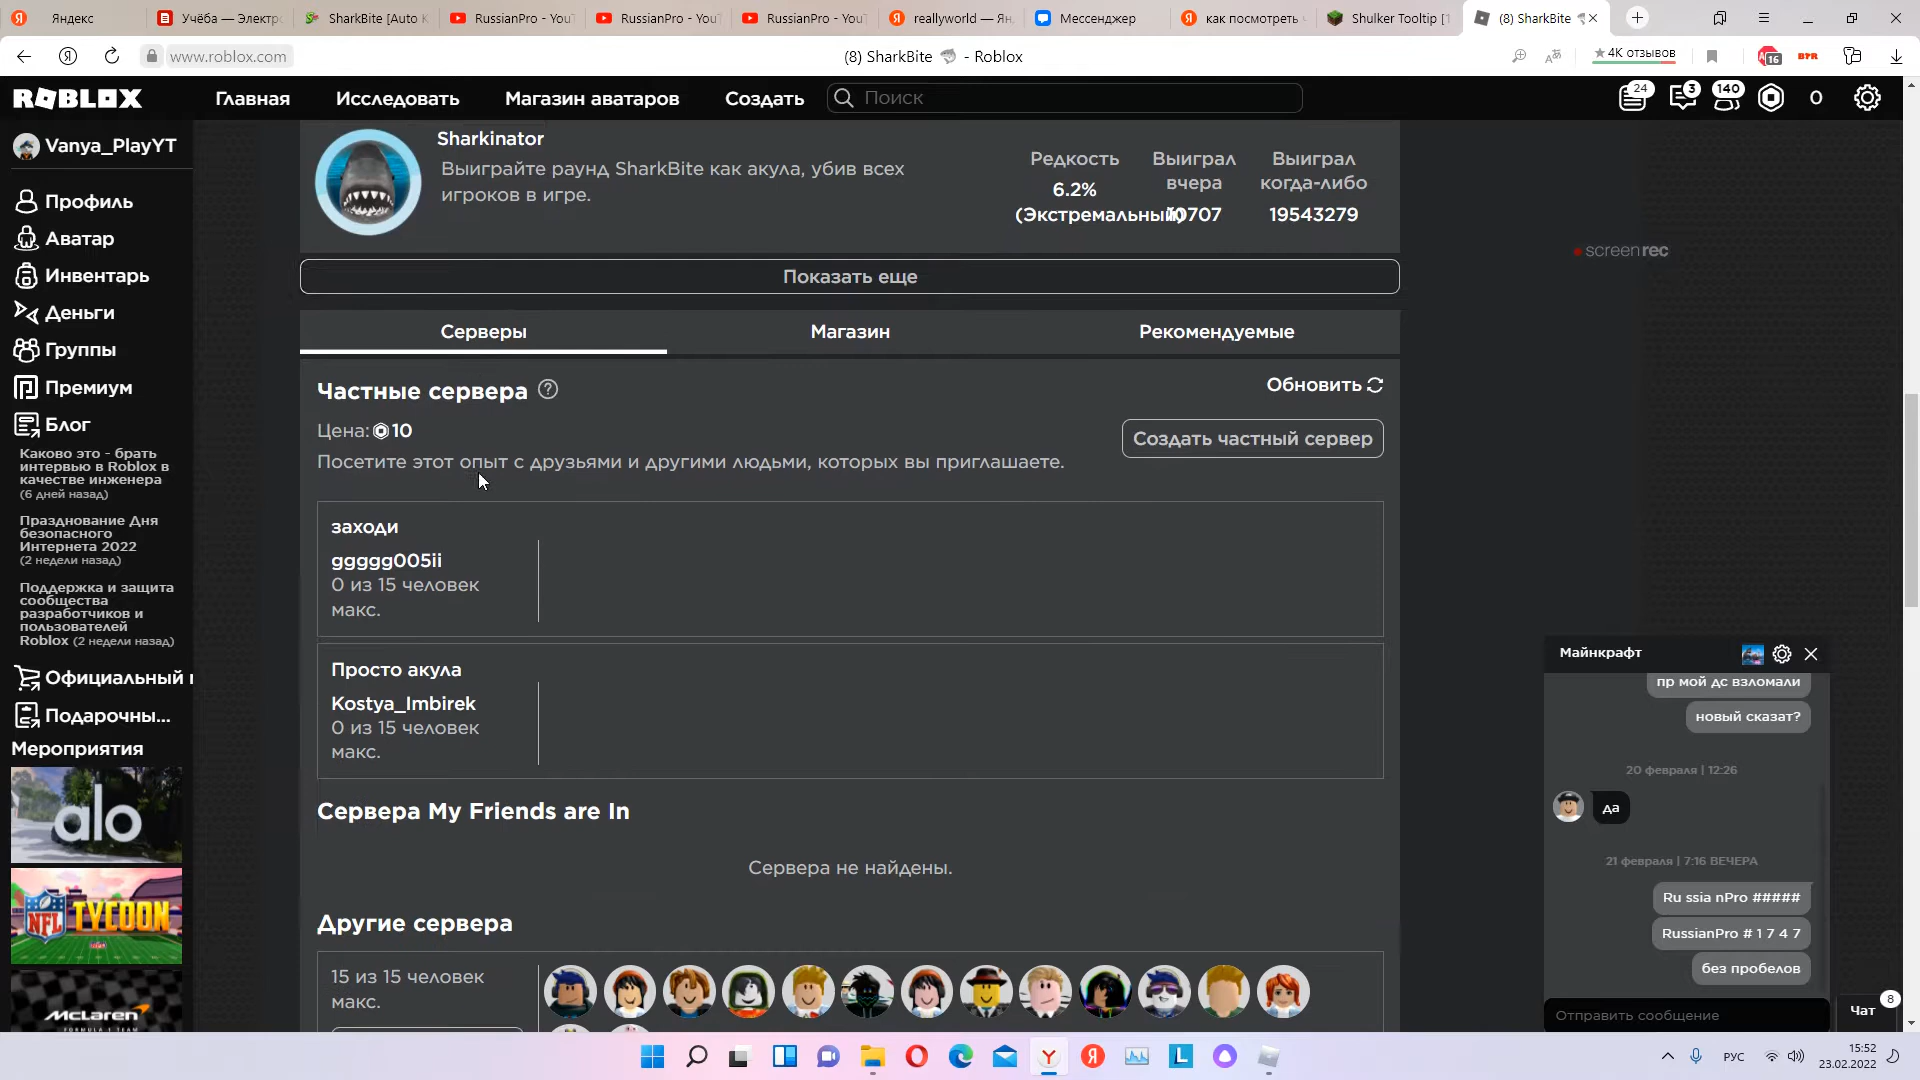 Яндекс
Учёба — Электро
SharkBite [Auto K
RussianPro - YouT
RussianPro - YouT
RussianPro - YouT
reallyworld — Ян
Мессенджер
как посмотреть
Shulker Tooltip [1
(8) SharkBite
www.roblox.com
(8) SharkBite - Roblox
4К отзывов
16
ROBLOX
Главная
Исследовать
Магазин аватаров
Создать
Поиск
24
3
140
0
Vanya_PlayYT
Профиль
Аватар
Инвентарь
Деньги
Группы
Премиум
Блог
Каково это - брать
интервью в Roblox в
качестве инженера
(6 дней назад)
Празднование Дня
безопасного
Интернета 2022
(2 недели назад)
Поддержка и защита
сообщества
разработчиков и
пользователей
Roblox (2 недели назад)
Официальный
Подарочны...
Мероприятия
alo
NFL TYCOON
McLaren
FORMULA 1 TEAM
Sharkinator
Выиграйте раунд SharkBite как акула, убив всех
игроков в игре.
Редкость
6.2%
(Экстремальный)
Выиграл
вчера
10707
Выиграл
когда-либо
19543279
screenrec
Показать еще
Серверы
Магазин
Рекомендуемые
Частные сервера
Обновить
Цена: 10
Создать частный сервер
Посетите этот опыт с друзьями и другими людьми, которых вы приглашаете.
заходи
ggggg005ii
0 из 15 человек
макс.
Просто акула
Kostya_Imbirek
0 из 15 человек
макс.
Сервера My Friends are In
Сервера не найдены.
Другие сервера
15 из 15 человек
макс.
Майнкрафт
пр мой дс взломали
новый сказат?
20 февраля | 12:26
да
21 февраля | 7:16 ВЕЧЕРА
Ru ssia nPro #####
RussianPro # 1 7 4 7
без пробелов
Отправить сообщение
Чат
8
РУС
15:52
23.02.2022